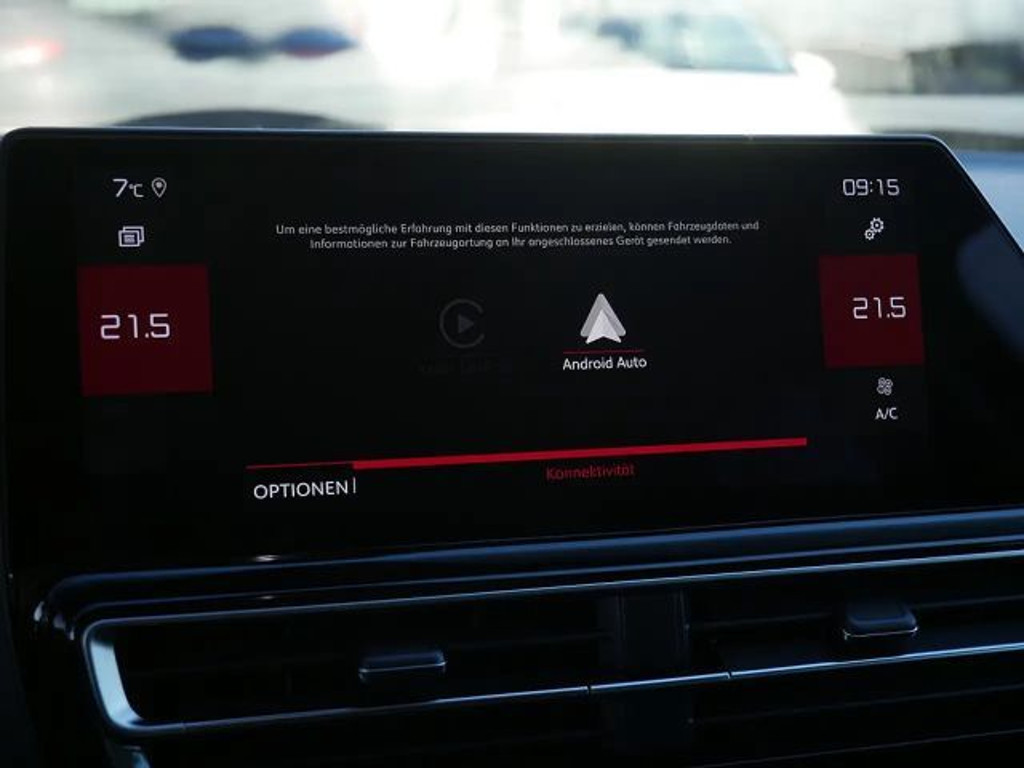 7°C
09:15
Um eine bestmögliche Erfahrung mit diesen Funktionen zu erzielen, können Fahrzeugdaten und
Informationen zur Fahrzeugortung an Ihr angeschlossenes Gerät gesendet werden.
21.5
21.5
Android Auto
A/C
OPTIONEN
Konnektivität